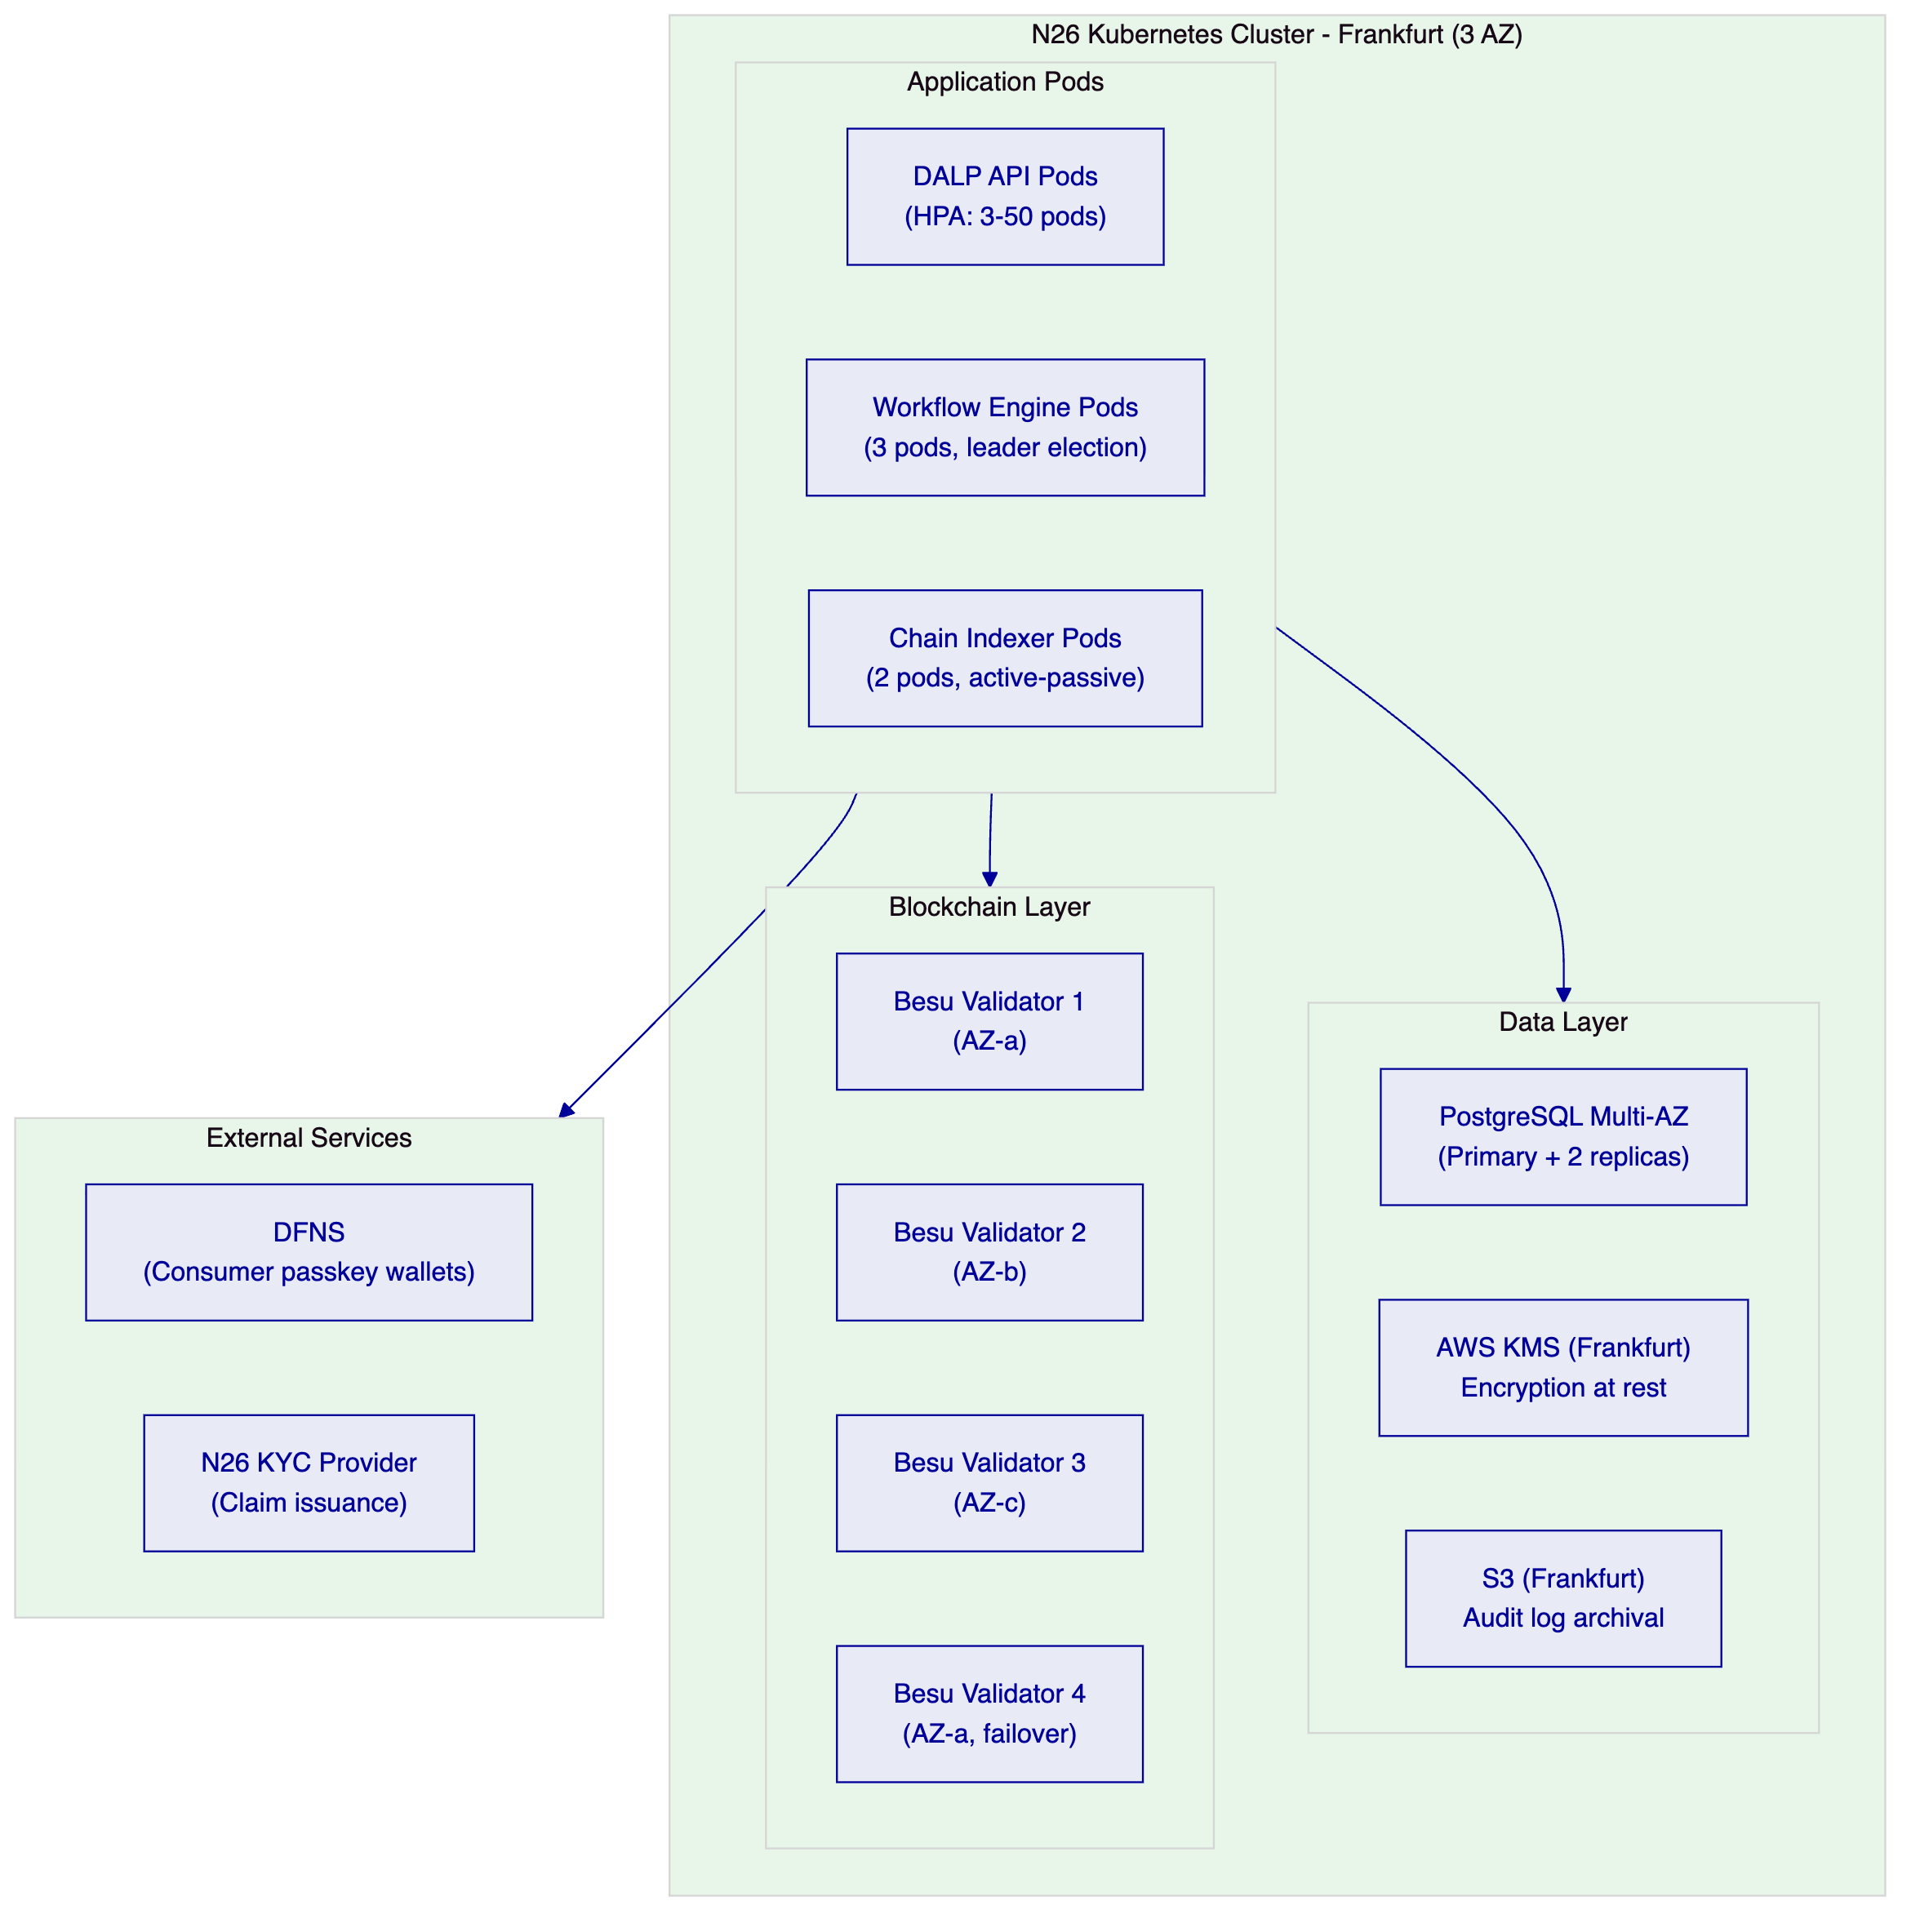 N26 Kubernetes Cluster - Frankfurt (3 AZ)
Application Pods
DALP API Pods
(HPA: 3-50 pods)
Workflow Engine Pods
(3 pods, leader election)
Chain Indexer Pods
(2 pods, active-passive)
Blockchain Layer
Besu Validator 1
(AZ-a)
Besu Validator 2
(AZ-b)
Besu Validator 3
(AZ-c)
Besu Validator 4
(AZ-a, failover)
Data Layer
PostgreSQL Multi-AZ
(Primary + 2 replicas)
AWS KMS (Frankfurt)
Encryption at rest
S3 (Frankfurt)
Audit log archival
External Services
DFNS
(Consumer passkey wallets)
N26 KYC Provider
(Claim issuance)